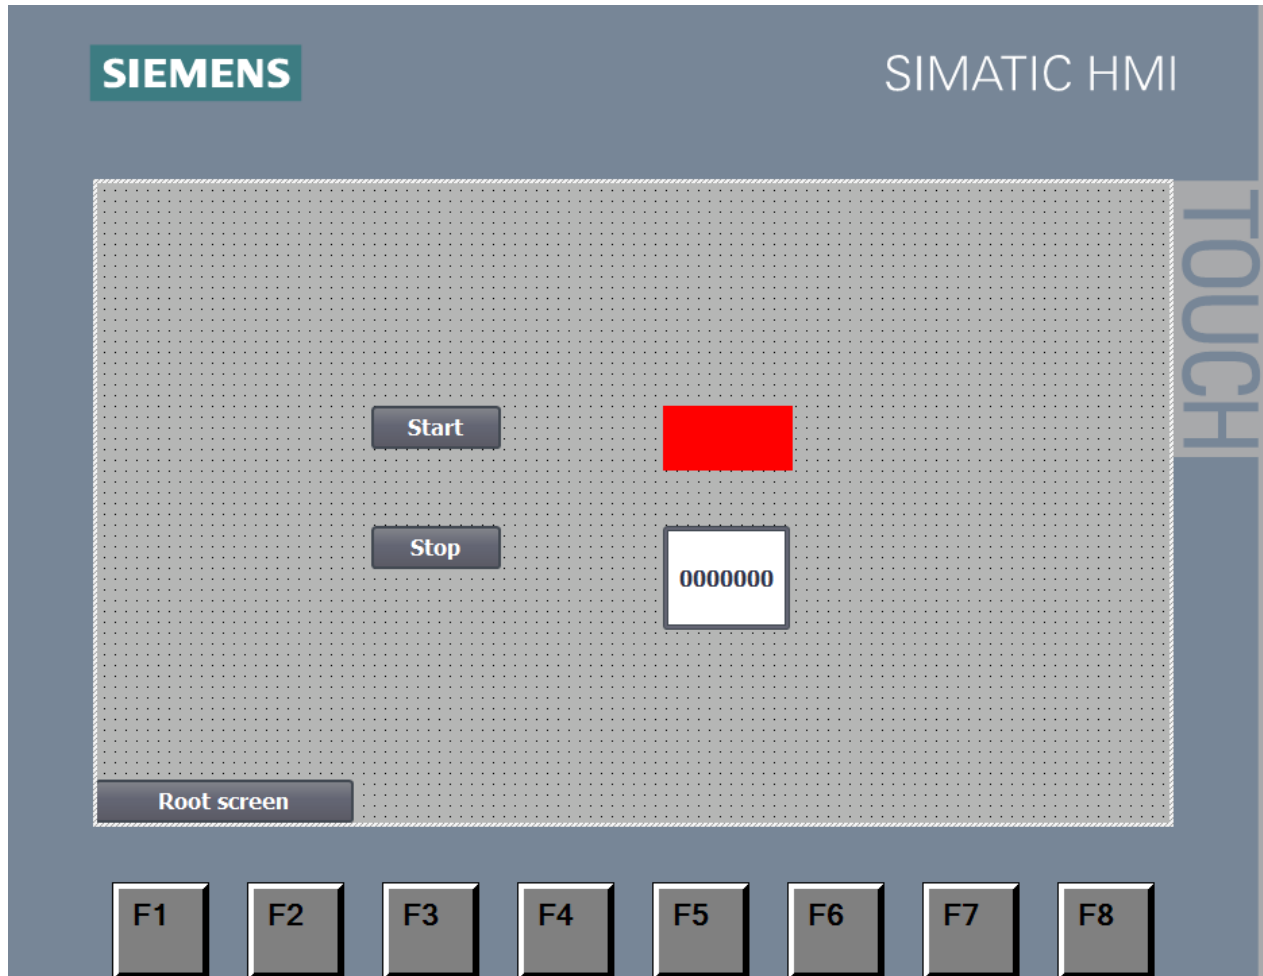 SIEMENS
SIMATIC HMI
TOUCH
Start
Stop
0000000
Root screen
F1 F2 F3 F4 F5 F6 F7 F8